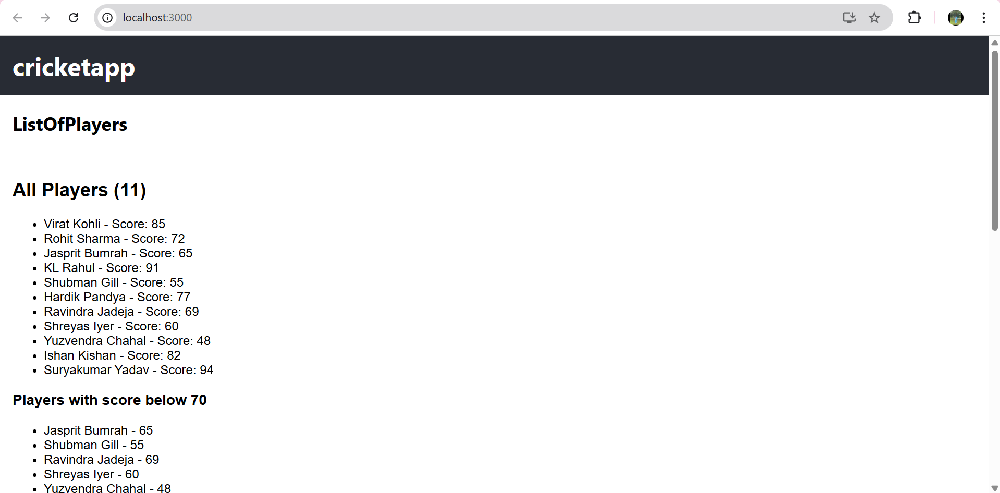 localhost:3000
cricketapp
ListOfPlayers
All Players (11)
Virat Kohli - Score: 85
Rohit Sharma - Score: 72
Jasprit Bumrah - Score: 65
KL Rahul - Score: 91
Shubman Gill - Score: 55
Hardik Pandya - Score: 77
Ravindra Jadeja - Score: 69
Shreyas Iyer - Score: 60
Yuzvendra Chahal - Score: 48
Ishan Kishan - Score: 82
Suryakumar Yadav - Score: 94
Players with score below 70
Jasprit Bumrah - 65
Shubman Gill - 55
Ravindra Jadeja - 69
Shreyas Iyer - 60
Yuzvendra Chahal - 48